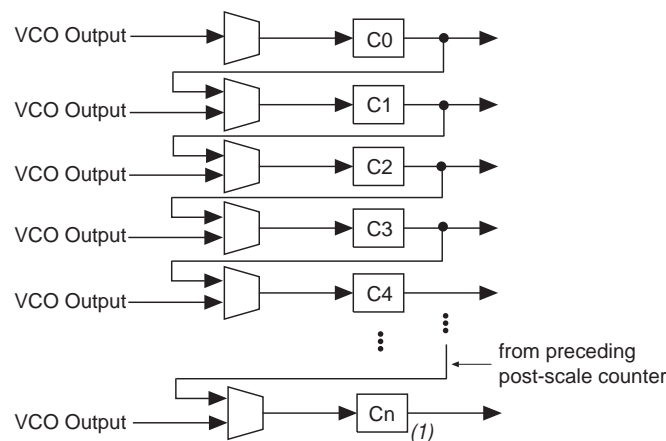 VCO Output
C0
VCO Output
C1
VCO Output
C2
VCO Output
C3
VCO Output
C4
from preceding
post-scale counter
VCO Output
Cn
(1)